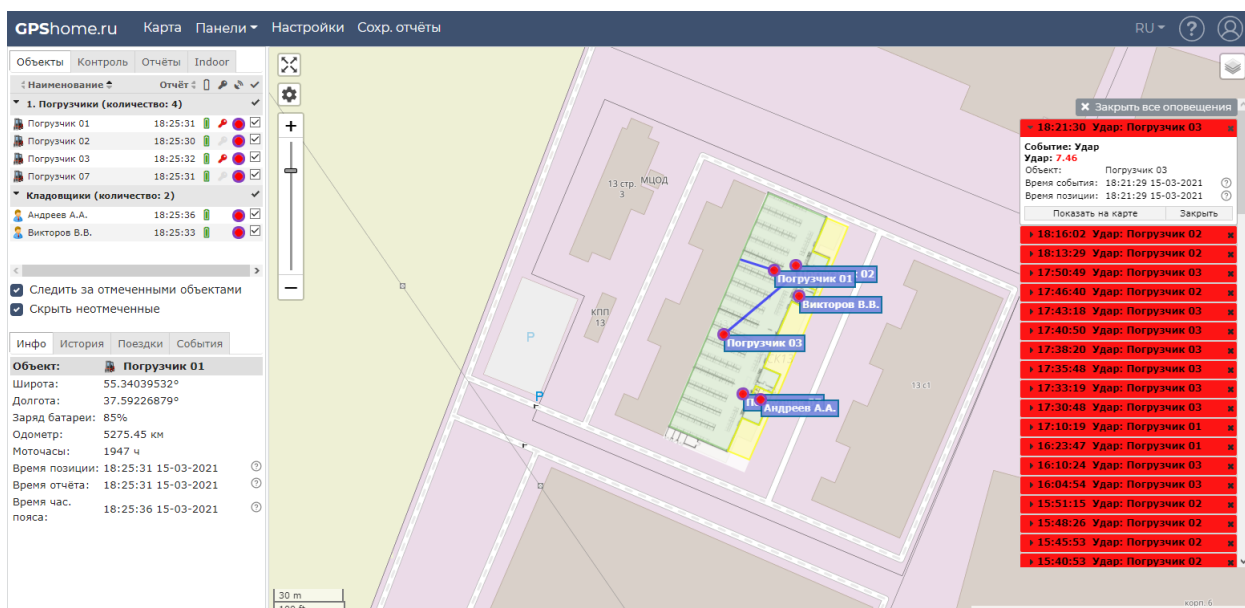 GPShome.ru Карта Панели Настройки Сохр. отчёты RU ?
Объекты Контроль Отчёты Indoor
Наименование Отчёт
1. Погрузчики (количество: 4)
Погрузчик 01 18:25:31
Погрузчик 02 18:25:30
Погрузчик 03 18:25:32
Погрузчик 07 18:25:31
Кладовщики (количество: 2)
Андреев А.А. 18:25:36
Викторов В.В. 18:25:33
Следить за отмеченными объектами
Скрыть неотмеченные
Инфо История Поездки События
Объект: Погрузчик 01
Широта: 55.34039532°
Долгота: 37.59226879°
Заряд батареи: 85%
Одометр: 5275.45 км
Моточасы: 1947 ч
Время позиции: 18:25:31 15-03-2021 ?
Время отчёта: 18:25:31 15-03-2021 ?
Время час. пояса: 18:25:36 15-03-2021 ?
+
−
13 стр. 3
МЦОД
КПП
13
P
P
Погрузчик 01
02
Викторов В.В.
Погрузчик 03
Андреев А.А.
13 с1
корп. 6
30 m
100 ft
Закрыть все оповещения
18:21:30 Удар: Погрузчик 03
Событие: Удар
Удар: 7.46
Объект: Погрузчик 03
Время события: 18:21:29 15-03-2021 ?
Время позиции: 18:21:29 15-03-2021 ?
Показать на карте Закрыть
18:16:02 Удар: Погрузчик 02
18:13:29 Удар: Погрузчик 02
17:50:49 Удар: Погрузчик 03
17:46:40 Удар: Погрузчик 02
17:43:18 Удар: Погрузчик 03
17:40:50 Удар: Погрузчик 03
17:38:20 Удар: Погрузчик 03
17:35:48 Удар: Погрузчик 03
17:33:19 Удар: Погрузчик 03
17:30:48 Удар: Погрузчик 03
17:10:19 Удар: Погрузчик 01
16:23:47 Удар: Погрузчик 01
16:10:24 Удар: Погрузчик 03
16:04:54 Удар: Погрузчик 03
15:51:15 Удар: Погрузчик 02
15:48:26 Удар: Погрузчик 02
15:45:53 Удар: Погрузчик 02
15:40:53 Удар: Погрузчик 02